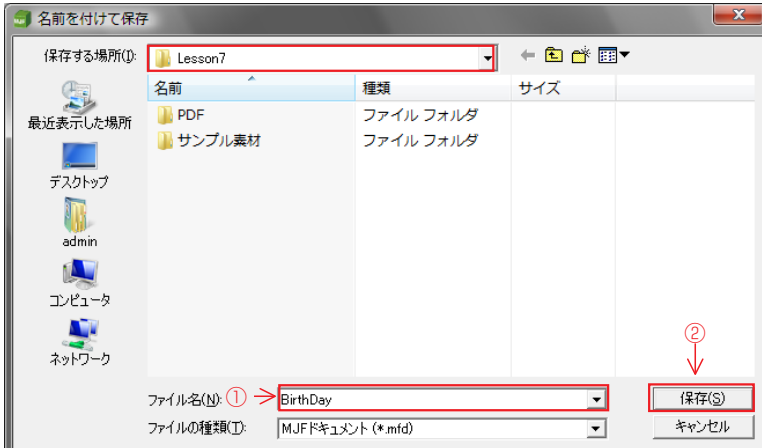 名前を付けて保存
保存する場所(I): Lesson7
名前 種類 サイズ
PDF ファイル フォルダ
サンプル素材 ファイル フォルダ
最近表示した場所
デスクトップ
admin
コンピュータ
ネットワーク
②
ファイル名(N): ① BirthDay 保存(S)
ファイルの種類(T): MJFドキュメント (*.mfd) キャンセル